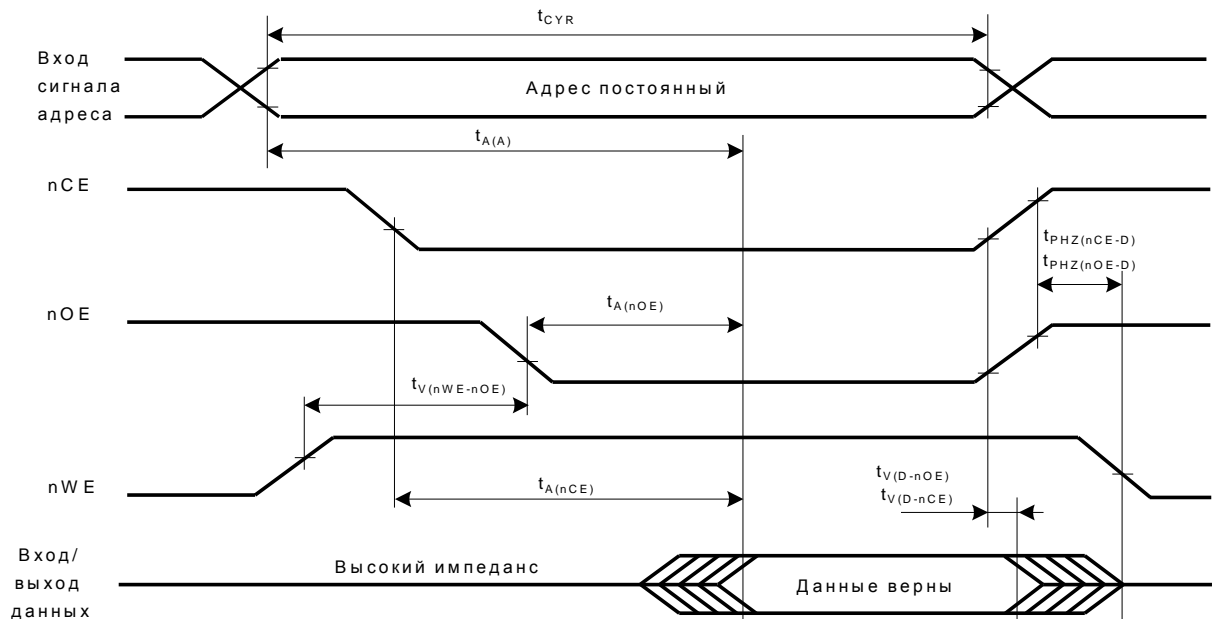 tCYR
Вход
сигнала
адреса
Адрес постоянный
tA(A)
nCE
tPHZ(nCE-D)
tPHZ(nOE-D)
nOE
tA(nOE)
tV(nWE-nOE)
nWE
tA(nCE)
tV(D-nOE)
tV(D-nCE)
Вход/
выход
данных
Высокий импеданс
Данные верны